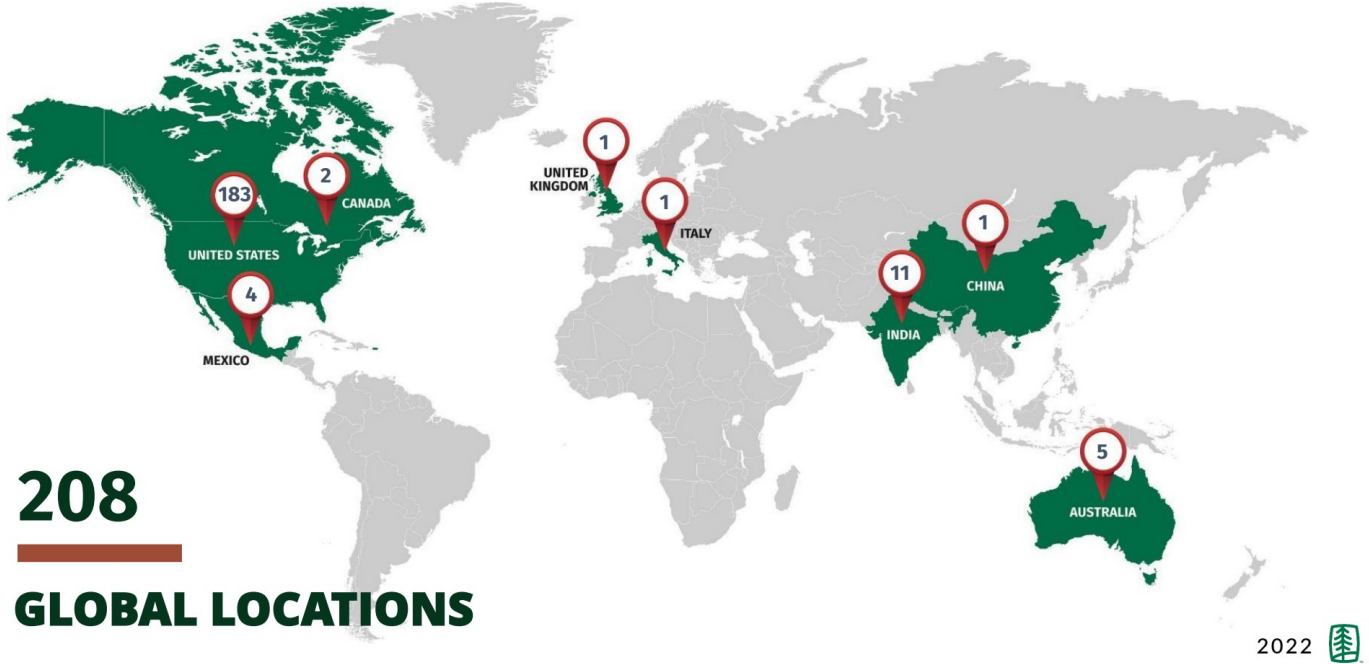 1
UNITED
KINGDOM
2
183
CANADA
1
ITALY
1
UNITED STATES
11
CHINA
4
INDIA
MEXICO
5
208
AUSTRALIA
GLOBAL LOCATIONS
2022